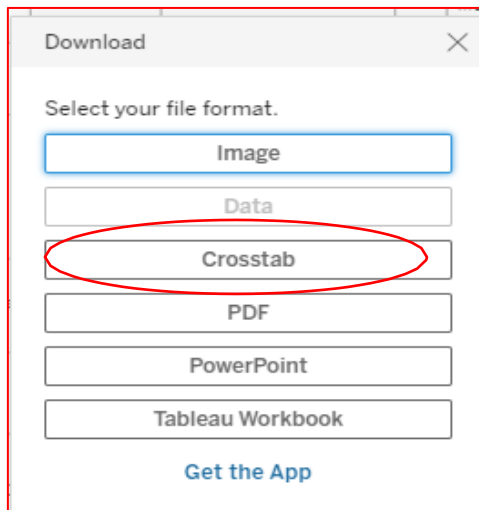 Download
Select your file format.
Image
Data
Crosstab
PDF
PowerPoint
Tableau Workbook
Get the App